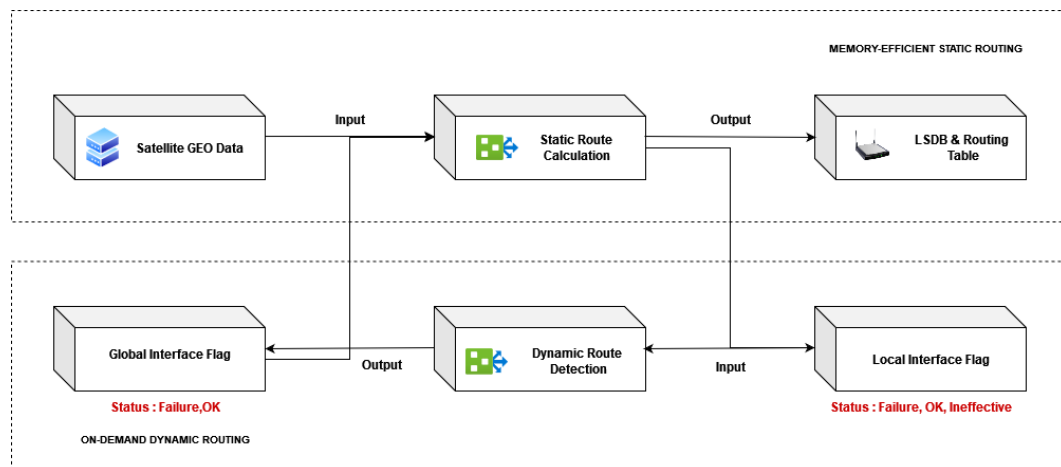 MEMORY-EFFICIENT STATIC ROUTING
Input
Output
Satellite GEO Data
Static Route
Calculation
LSDB & Routing
Table
Global Interface Flag
Output
Dynamic Route
Detection
Input
Local Interface Flag
Status : Failure,OK
Status : Failure, OK, Ineffective
ON-DEMAND DYNAMIC ROUTING